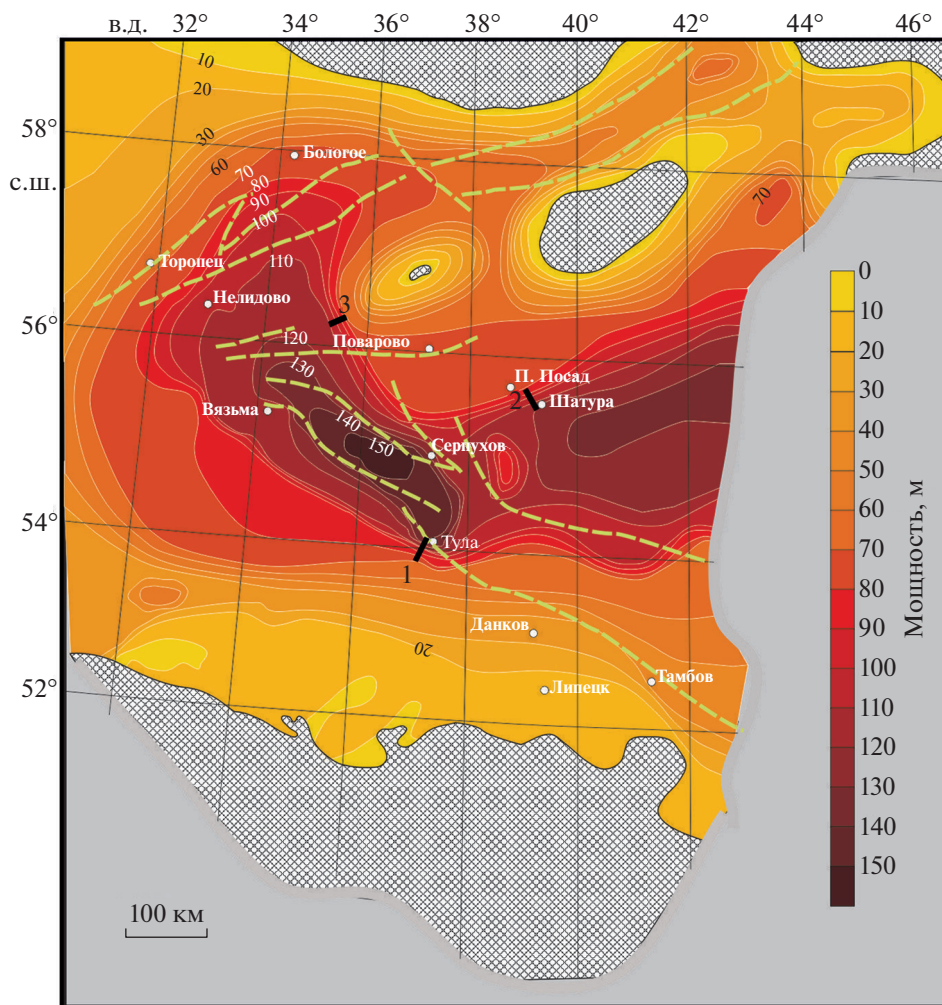 в.д. 32° 34° 36° 38° 40° 42° 44° 46°
10
20
58°
30
Бологое
60
70
с.ш.
80
90
70
100
Торопец
110
0
Нелидово
3
10
56°
120
Поварово
20
130
П. Посад
30
2
Шатура
Вязьма
140
40
150
Серпухов
50
60
54°
Тула
70
1
80
Данков
90
20
100
52°
Липецк
Тамбов
110
120
130
140
150
Мощность, м
100 км